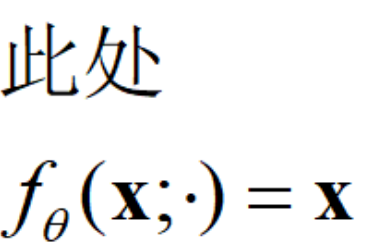 此处
f_θ(x;·) = x